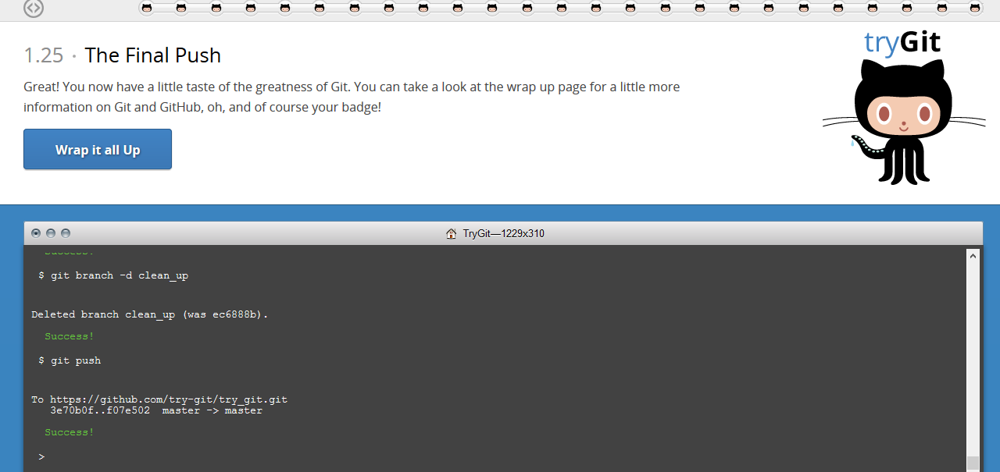 tryGit
1.25 · The Final Push
Great! You now have a little taste of the greatness of Git. You can take a look at the wrap up page for a little more
information on Git and GitHub, oh, and of course your badge!
Wrap it all Up
TryGit—1229x310
Success!
$ git branch -d clean_up
Deleted branch clean_up (was ec6888b).
Success!
$ git push
To https://github.com/try-git/try_git.git
3e70b0f..f07e502 master -> master
Success!
>